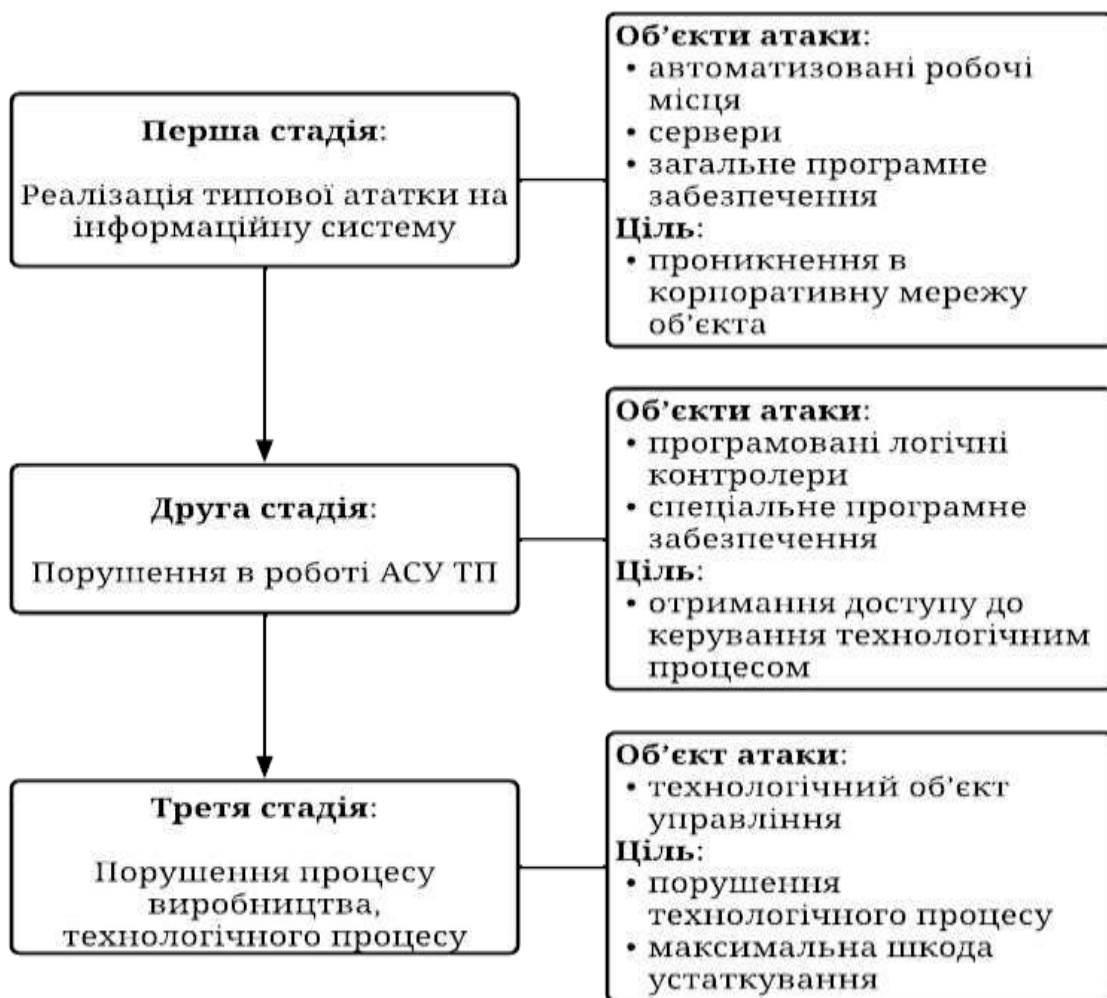 Перша стадія:
Реалізація типової ататки на
інформаційну систему
Об’єкти атаки:
• автоматизовані робочі
місця
• сервери
• загальне програмне
забезпечення
Ціль:
• проникнення в
корпоративну мережу
об’єкта
Друга стадія:
Порушення в роботі АСУ ТП
Об’єкти атаки:
• програмовані логічні
контролери
• спеціальне програмне
забезпечення
Ціль:
• отримання доступу до
керування технологічним
процесом
Третя стадія:
Порушення процесу
виробництва,
технологічного процесу
Об’єкт атаки:
• технологічний об’єкт
управління
Ціль:
• порушення
технологічного процесу
• максимальна шкода
устаткування